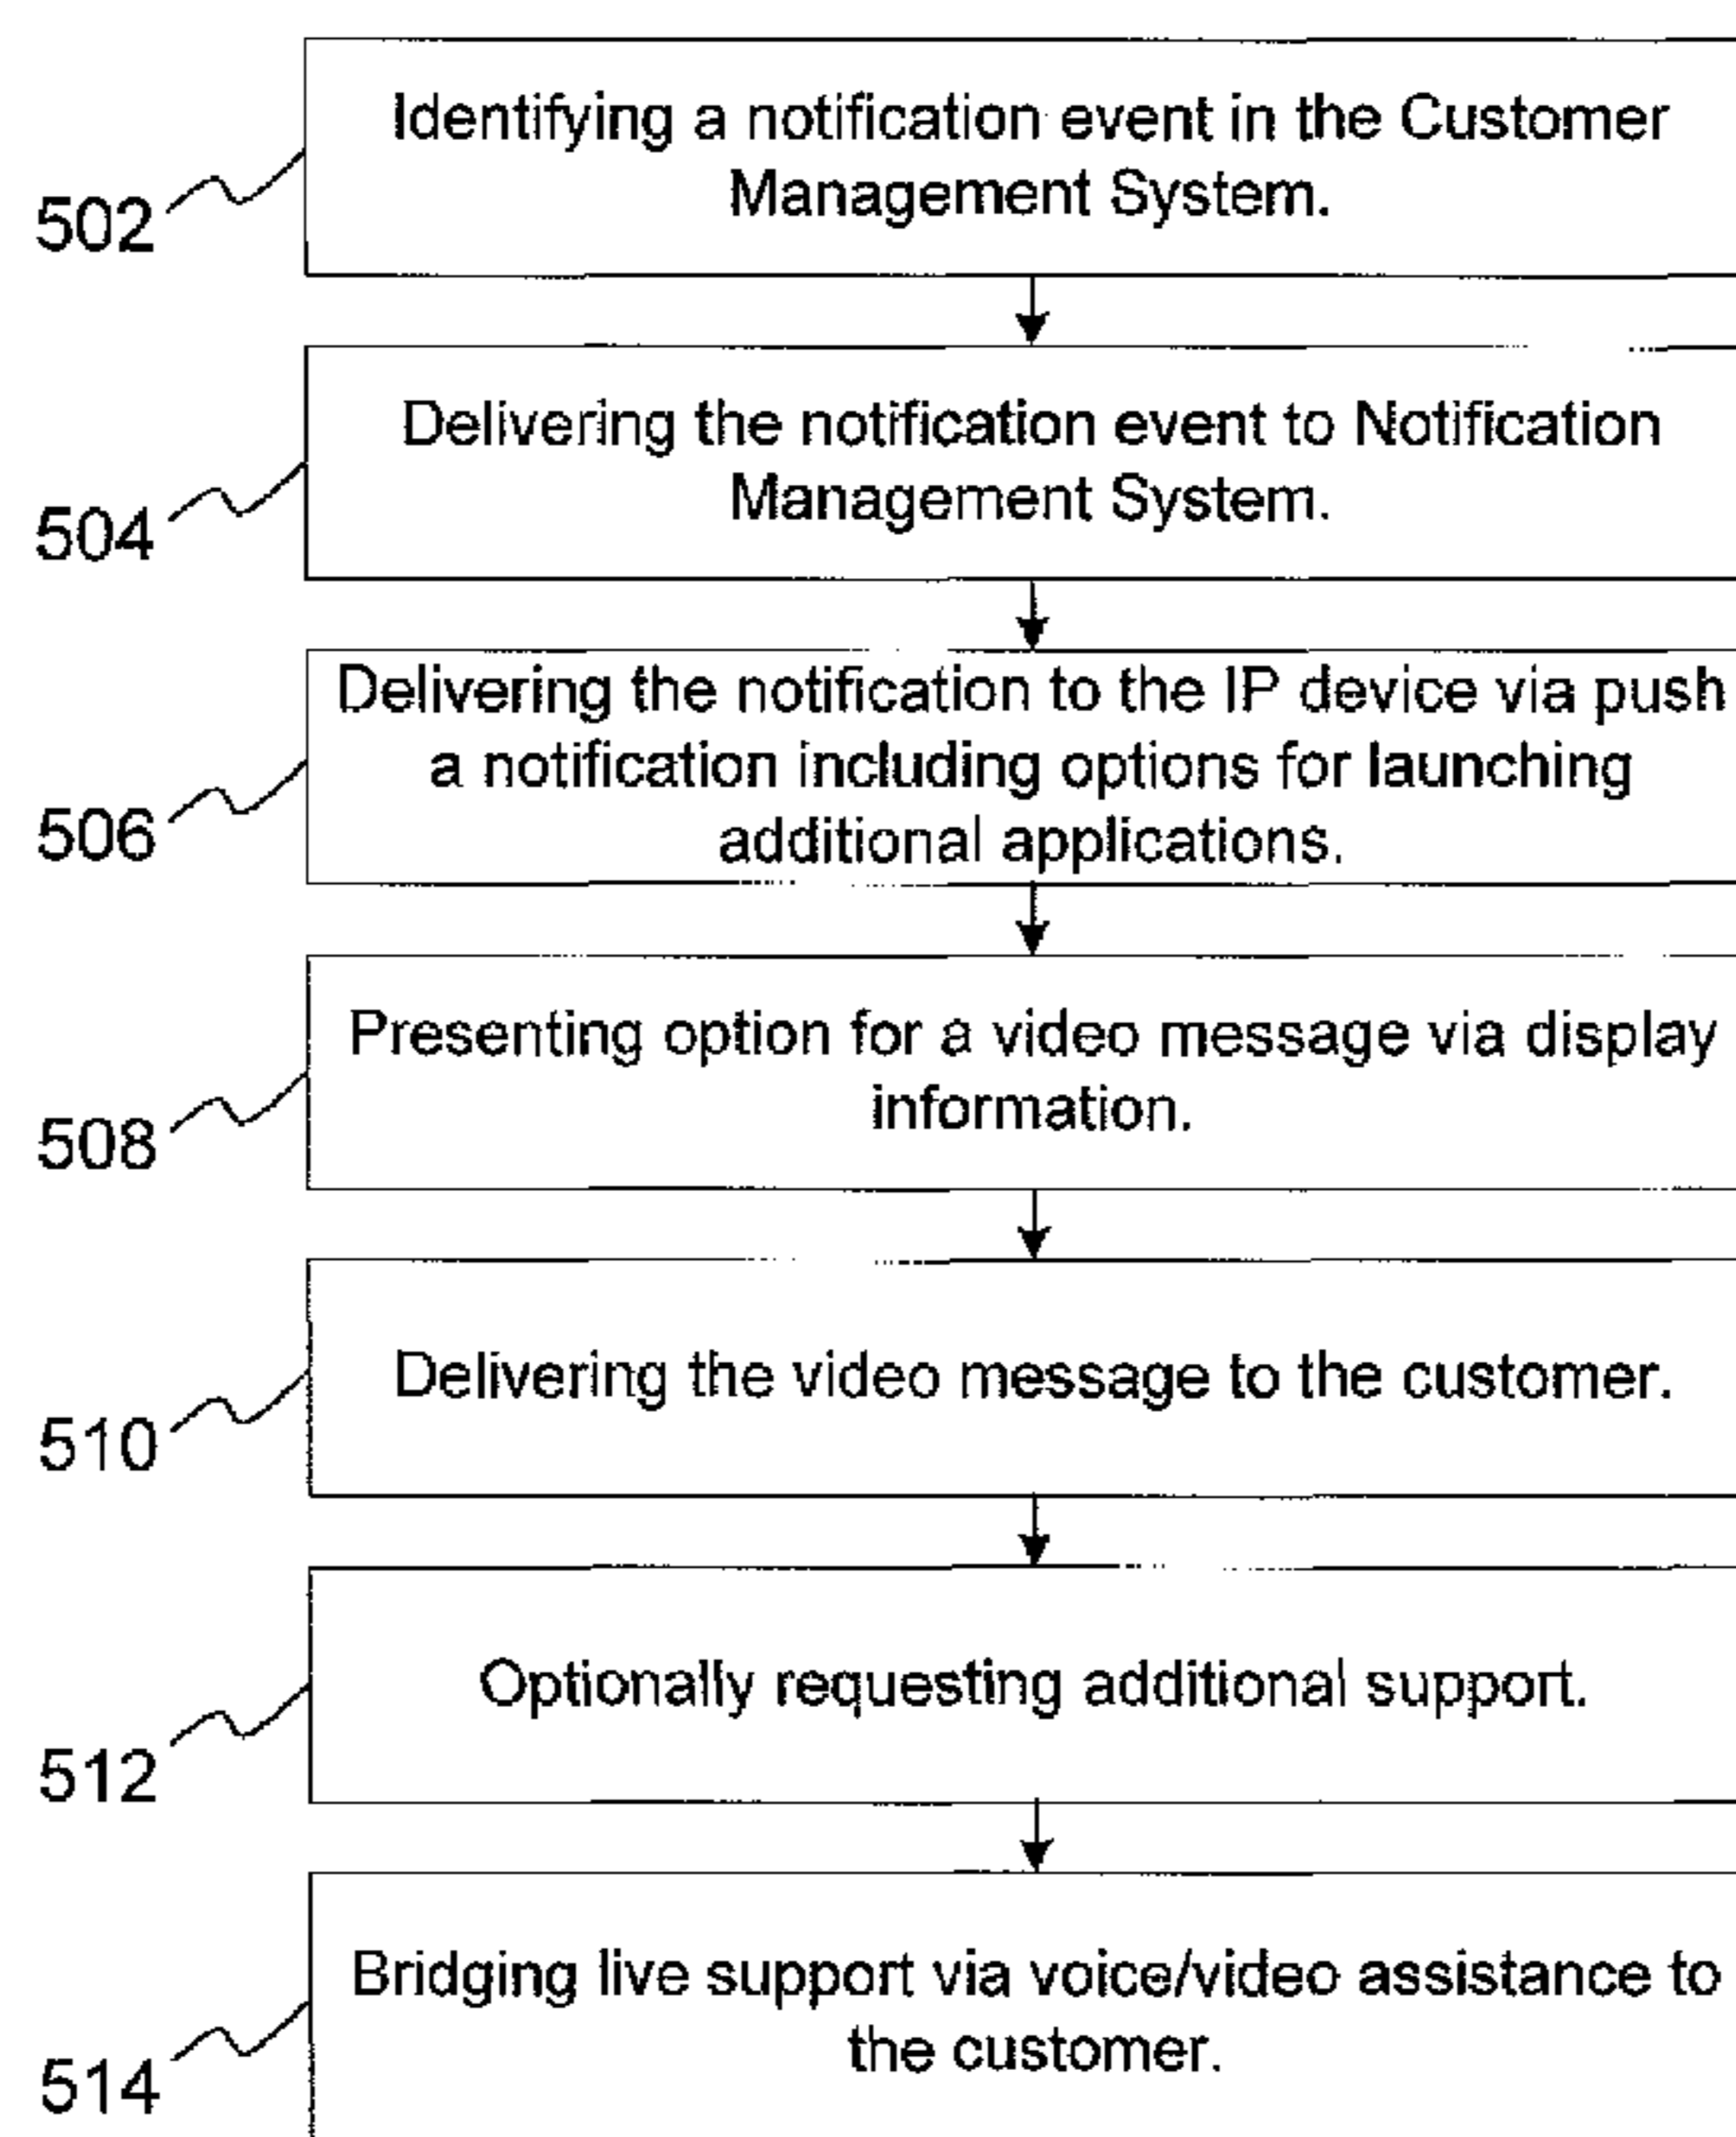 502
Identifying a notification event in the Customer
Management System.
504
Delivering the notification event to Notification
Management System.
506
Delivering the notification to the IP device via push
a notification including options for launching
additional applications.
508
Presenting option for a video message via display
information.
510
Delivering the video message to the customer.
512
Optionally requesting additional support.
514
Bridging live support via voice/video assistance to
the customer.